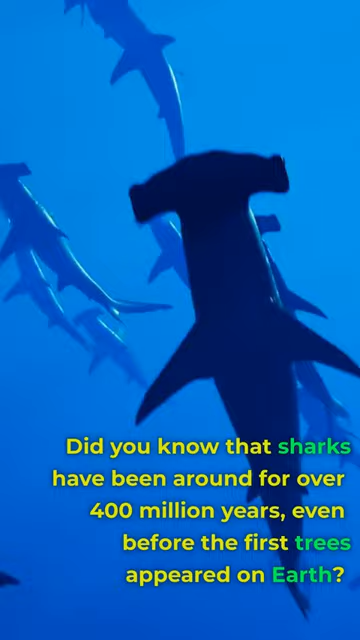 Did you know that sharks
have been around for over
400 million years, even
before the first trees
appeared on Earth?